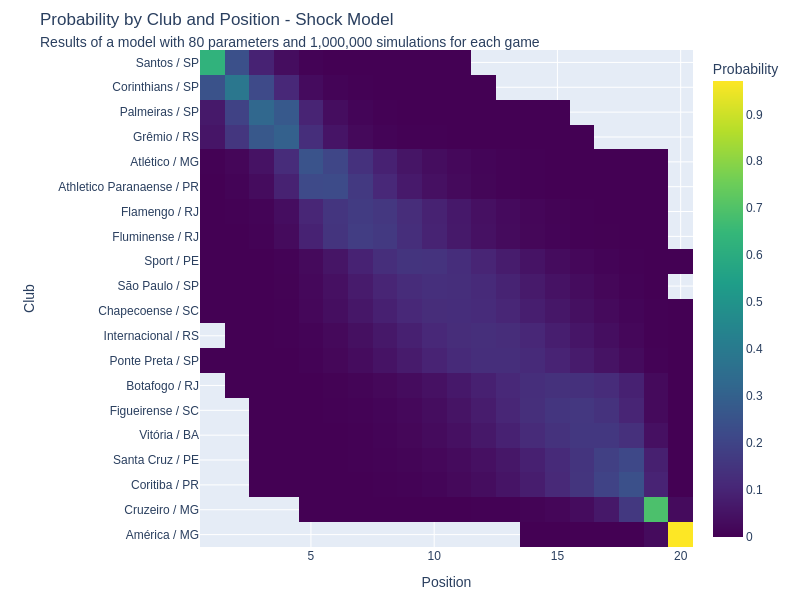 Probability by Club and Position - Shock Model
Results of a model with 80 parameters and 1,000,000 simulations for each game
Probability
Santos / SP
Corinthians / SP
Palmeiras / SP
Grêmio / RS
Atlético / MG
Athletico Paranaense / PR
Flamengo / RJ
Fluminense / RJ
Sport / PE
São Paulo / SP
Chapecoense / SC
Internacional / RS
Ponte Preta / SP
Botafogo / RJ
Figueirense / SC
Vitória / BA
Santa Cruz / PE
Coritiba / PR
Cruzeiro / MG
América / MG
Club
0.9
0.8
0.7
0.6
0.5
0.4
0.3
0.2
0.1
0
5 10 15 20
Position